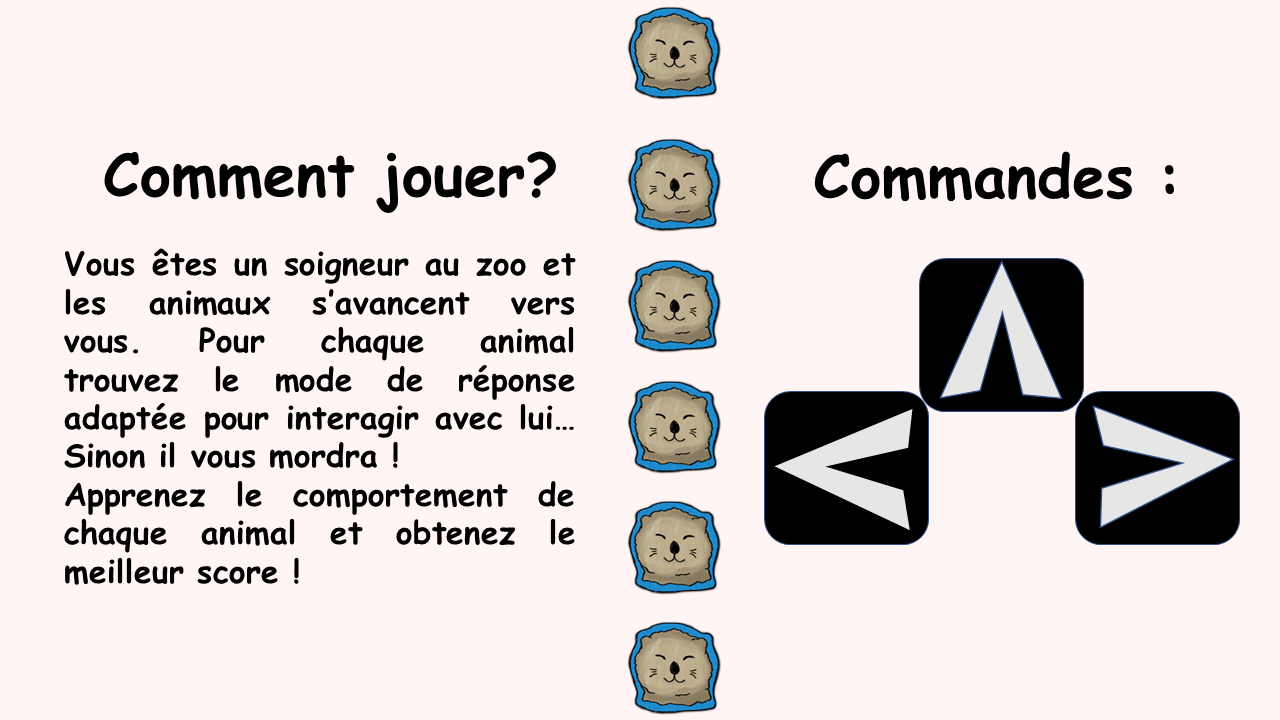 Comment jouer?
Vous êtes un soigneur au zoo et
les animaux s’avancent vers
vous. Pour chaque animal
trouvez le mode de réponse
adaptée pour interagir avec lui…
Sinon il vous mordra !
Apprenez le comportement de
chaque animal et obtenez le
meilleur score !
Commandes :